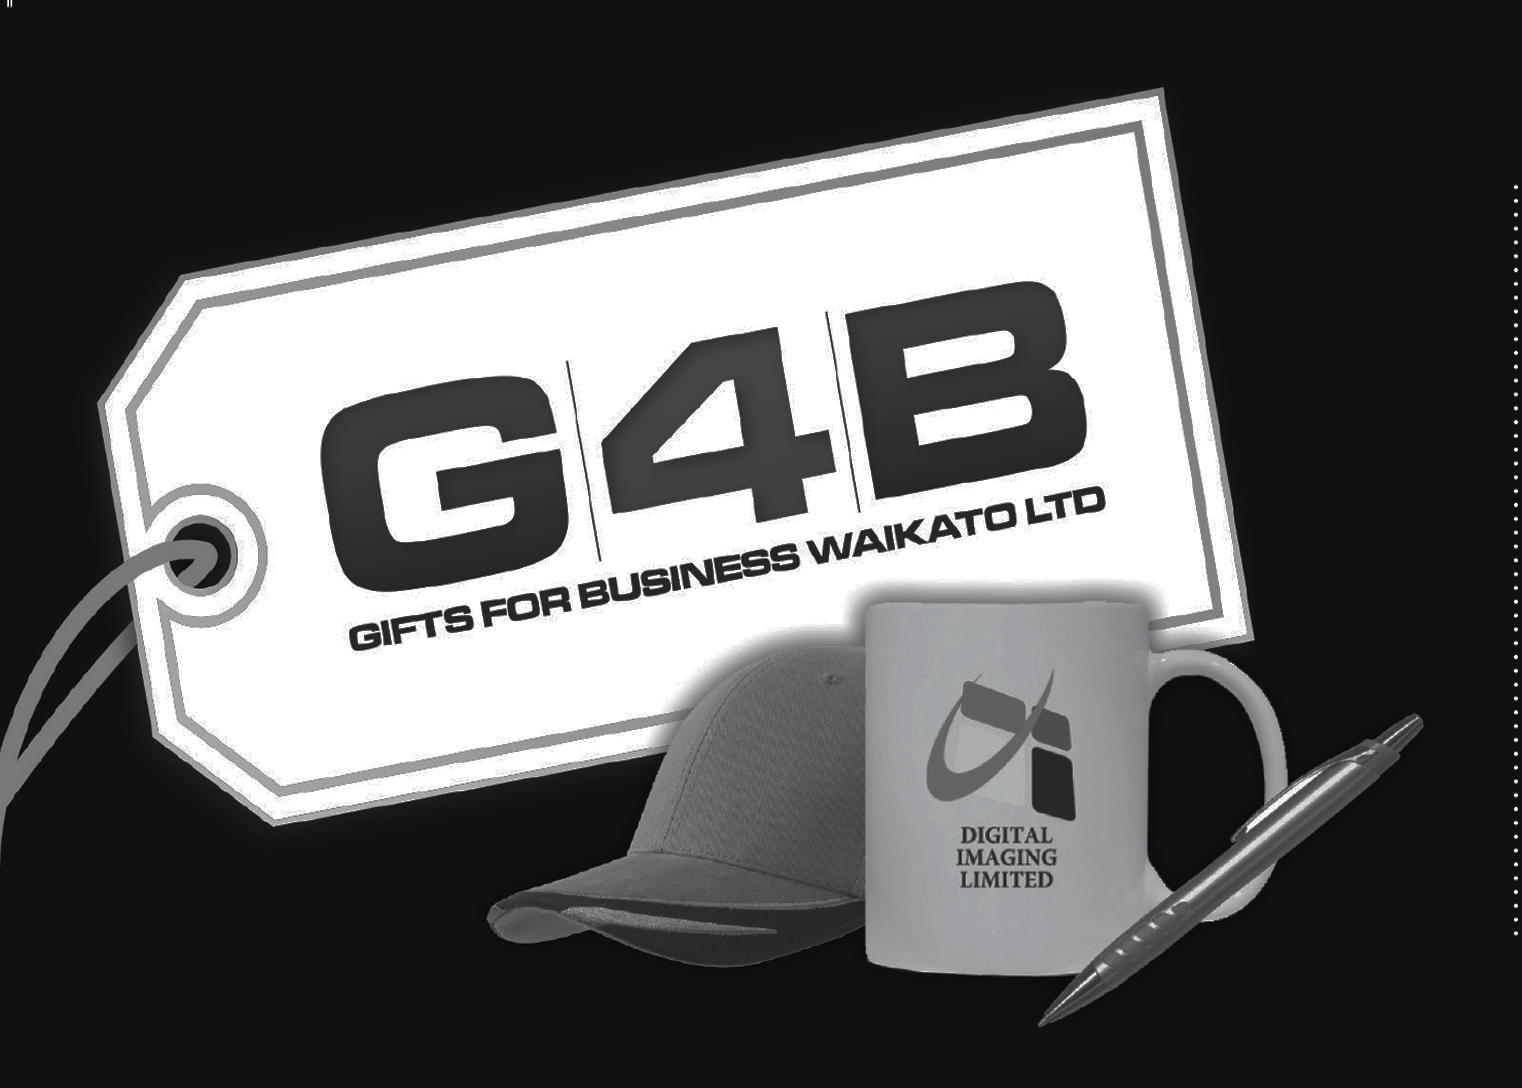 G4B
GIFTS FOR BUSINESS WAIKATO LTD
DIGITAL
IMAGING
LIMITED